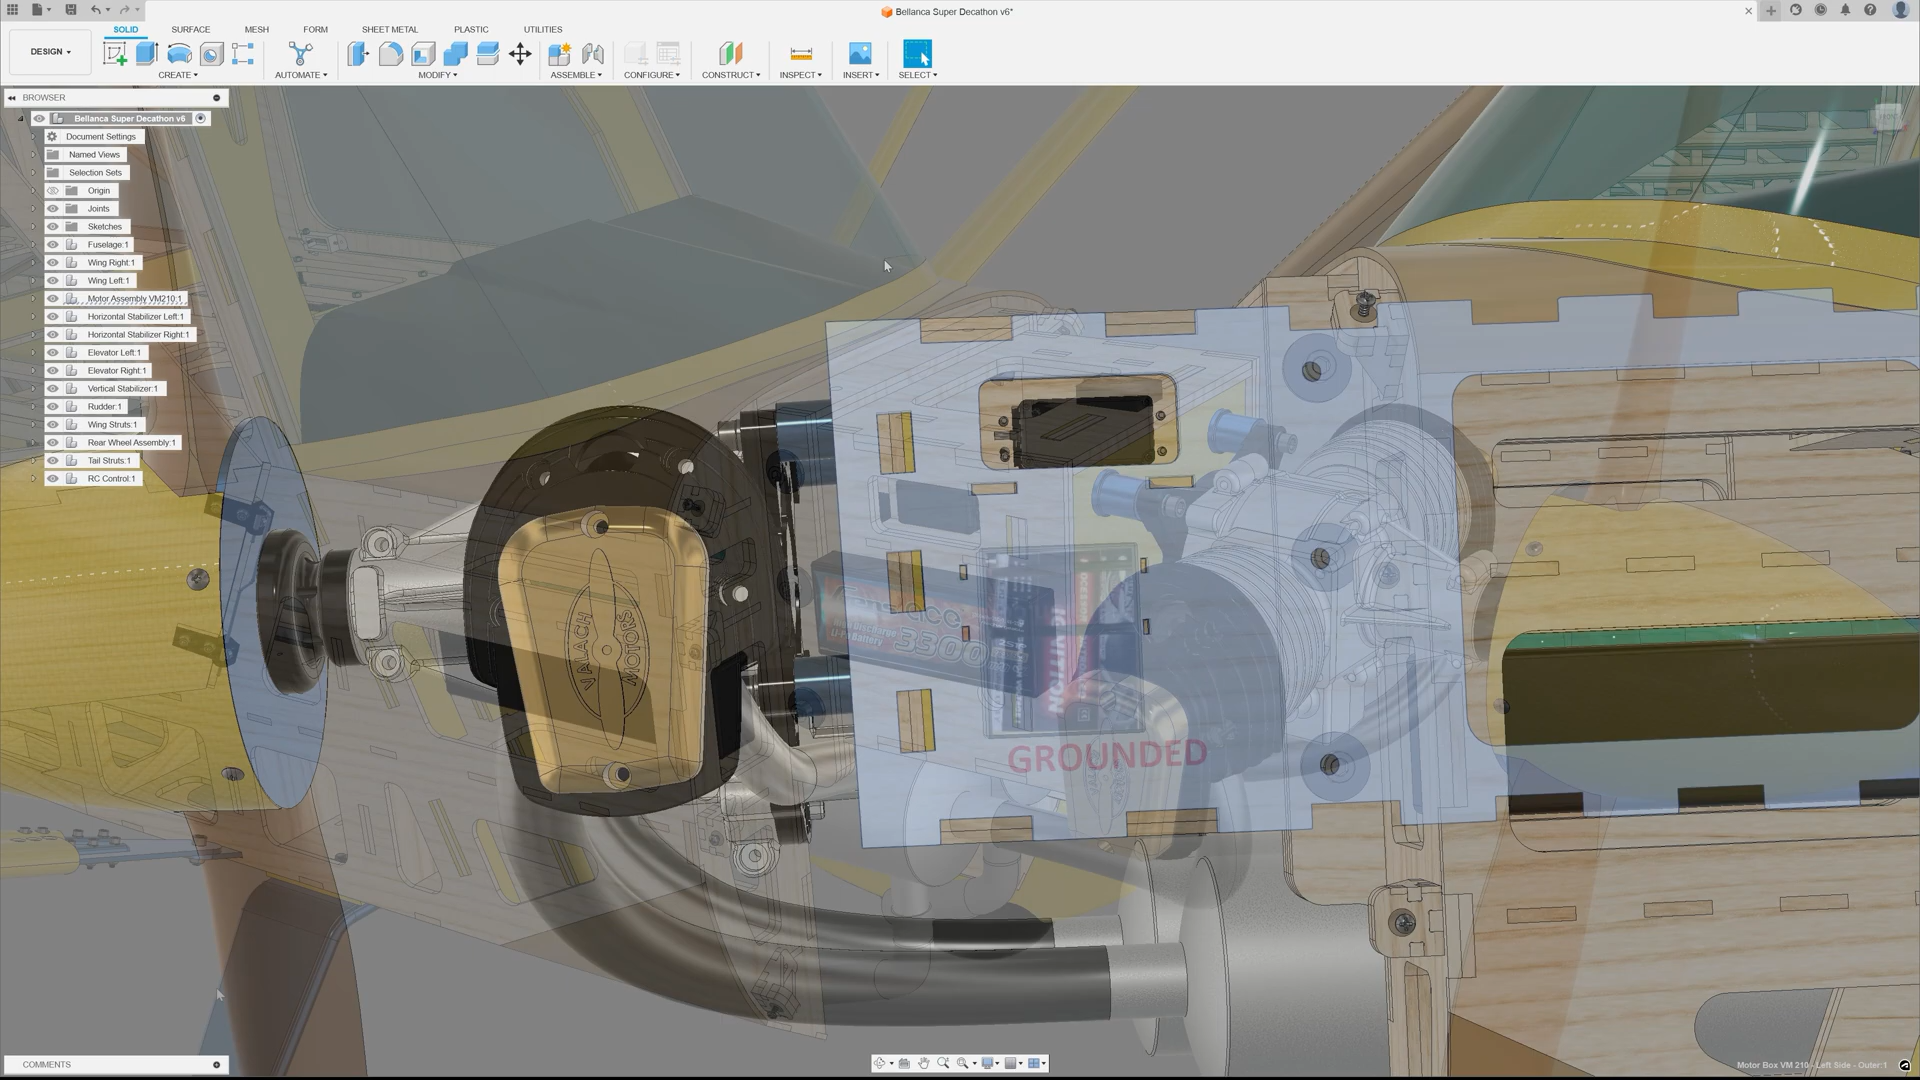 Bellanca Super Decathon v6*
SOLID
SURFACE
MESH
FORM
SHEET METAL
PLASTIC
UTILITIES
DESIGN
CREATE
AUTOMATE
MODIFY
ASSEMBLE
CONFIGURE
CONSTRUCT
INSPECT
INSERT
SELECT
BROWSER
Bellanca Super Decathon v6
Document Settings
Named Views
Selection Sets
Origin
Joints
Sketches
Fuselage:1
Wing Right:1
Wing Left:1
Motor Assembly VM210:1
Horizontal Stabilizer Left:1
Horizontal Stabilizer Right:1
Elevator Left:1
Elevator Right:1
Vertical Stabilizer:1
Rudder:1
Wing Struts:1
Rear Wheel Assembly:1
Tail Struts:1
RC Control:1
VALACH
MOTORS
Discharge
Battery
3300
IGNITION
GROUNDED
COMMENTS
Motor Box VM 210 - Left Side - Outer:1